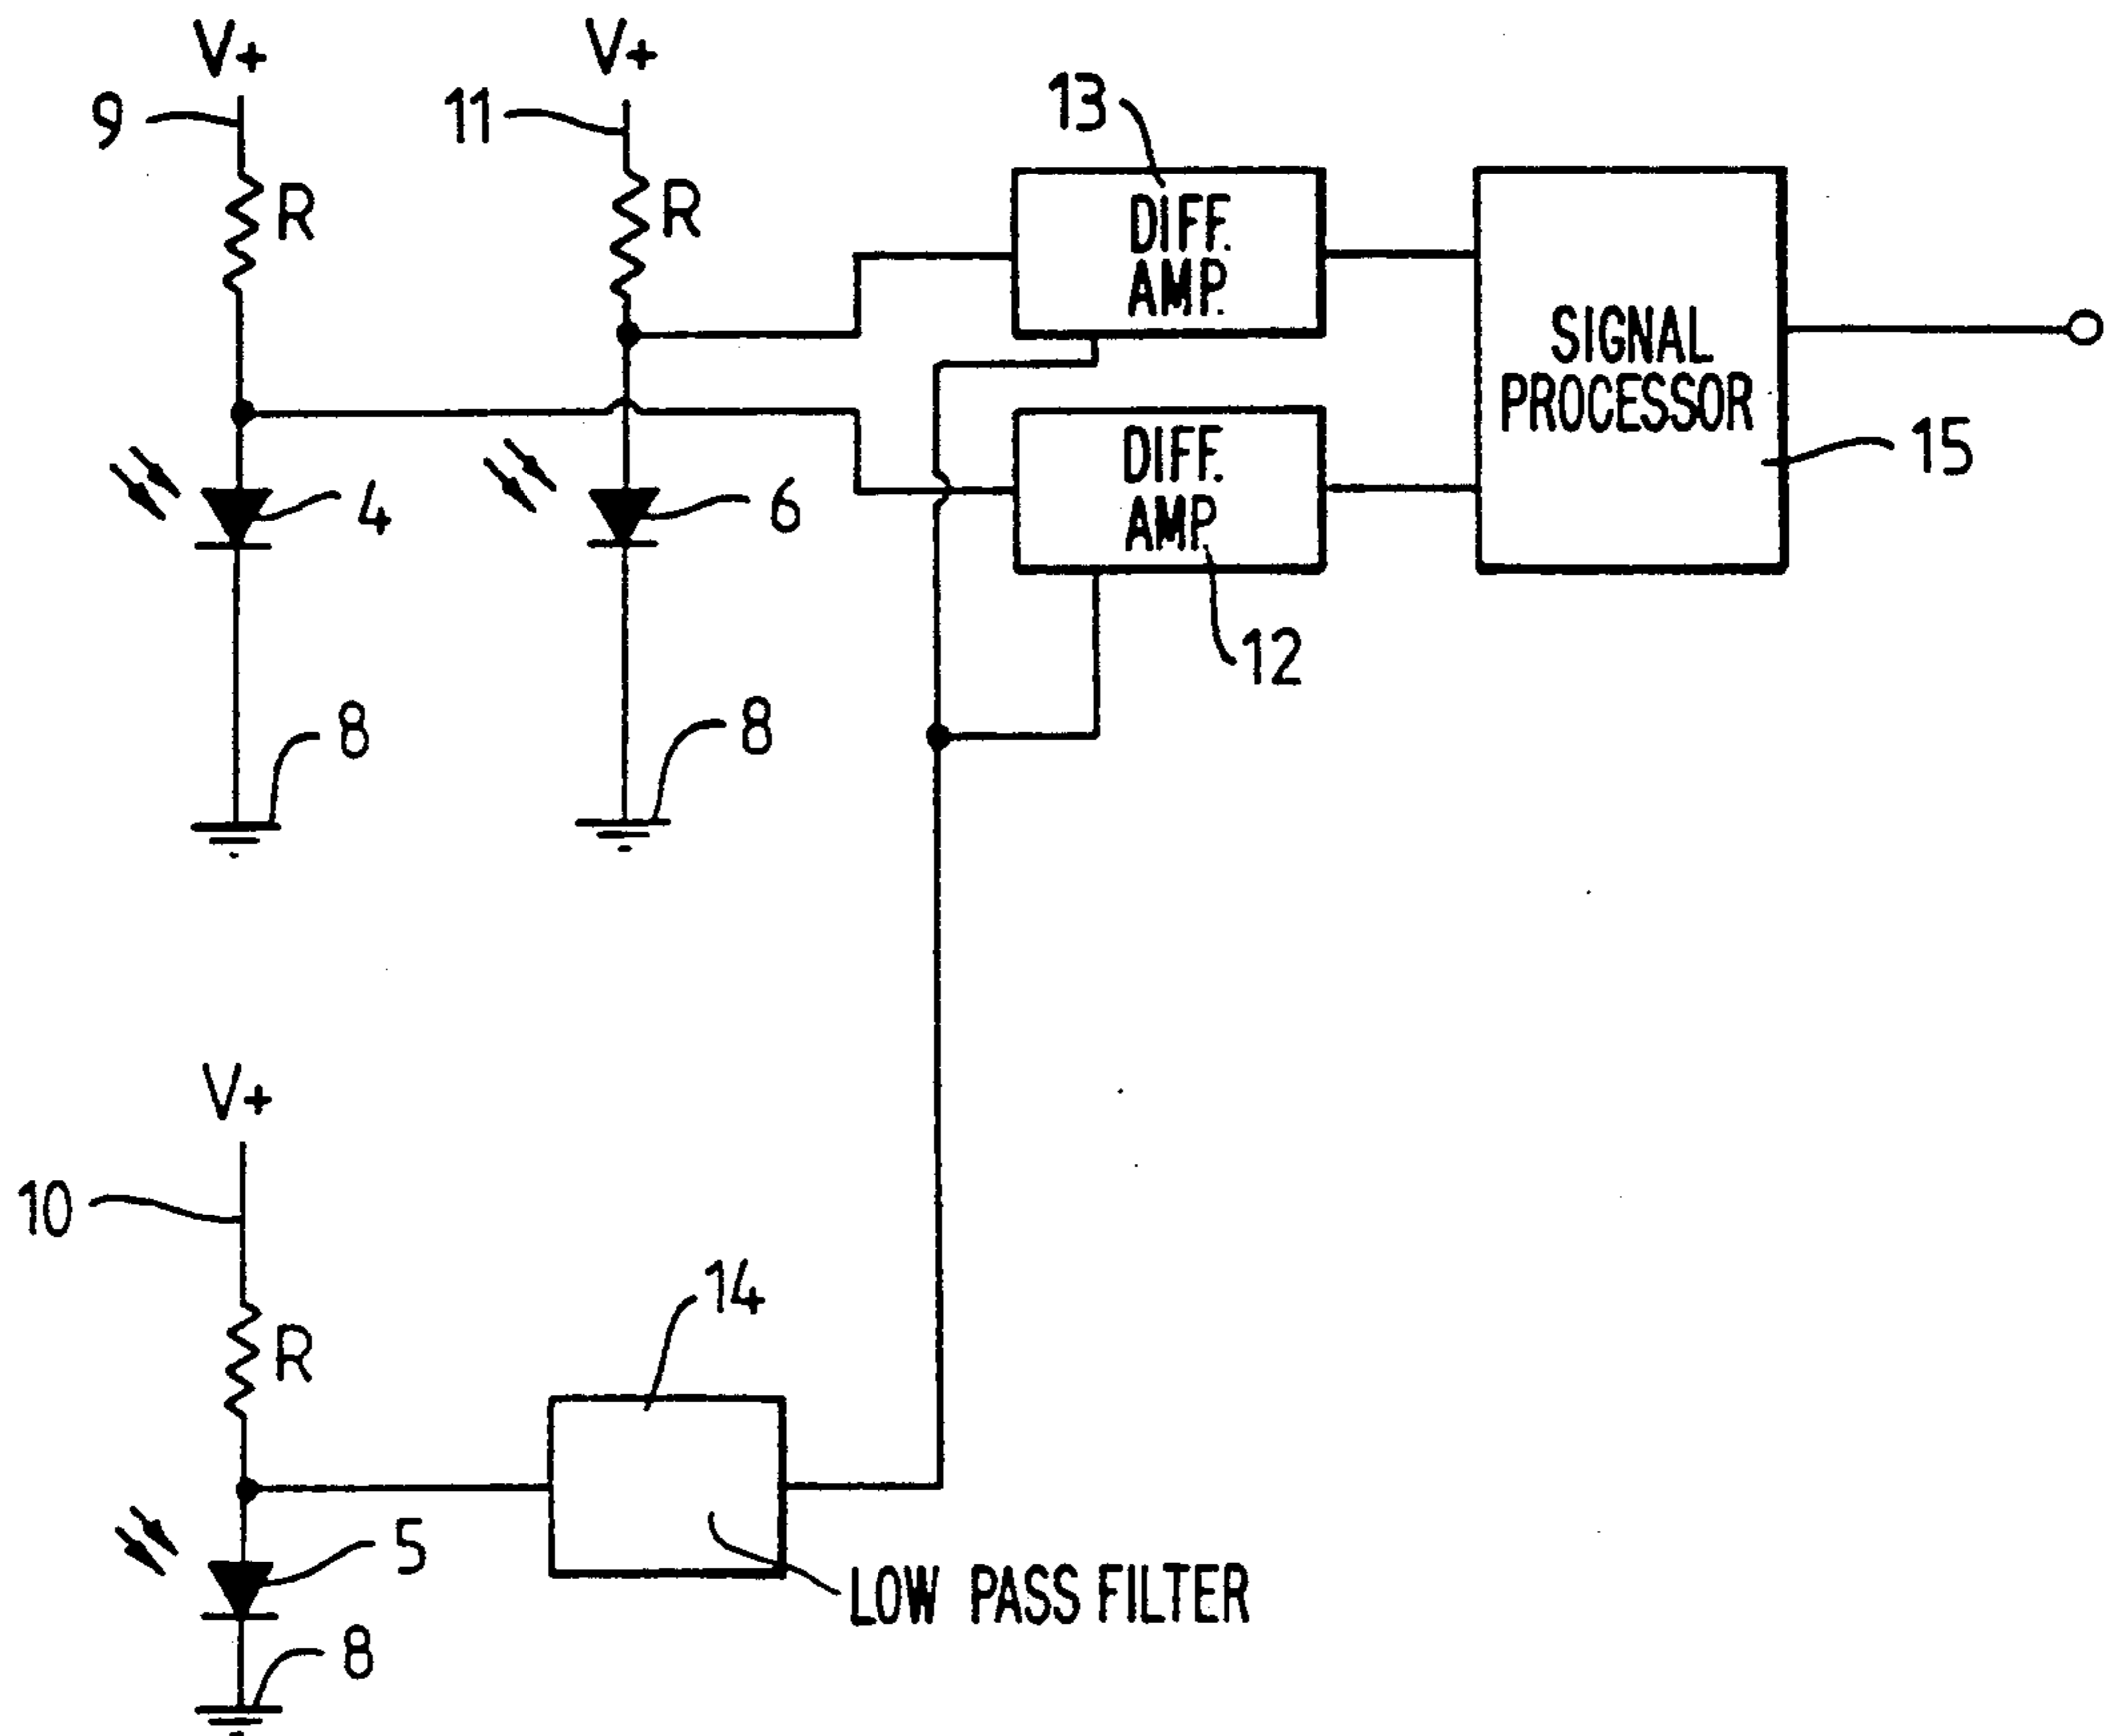 V+
V+
9
11
13
R
R
DIFF.
AMP.
SIGNAL
PROCESSOR
15
DIFF.
AMP.
4
6
12
8
8
V+
10
14
R
5
LOW PASS FILTER
8